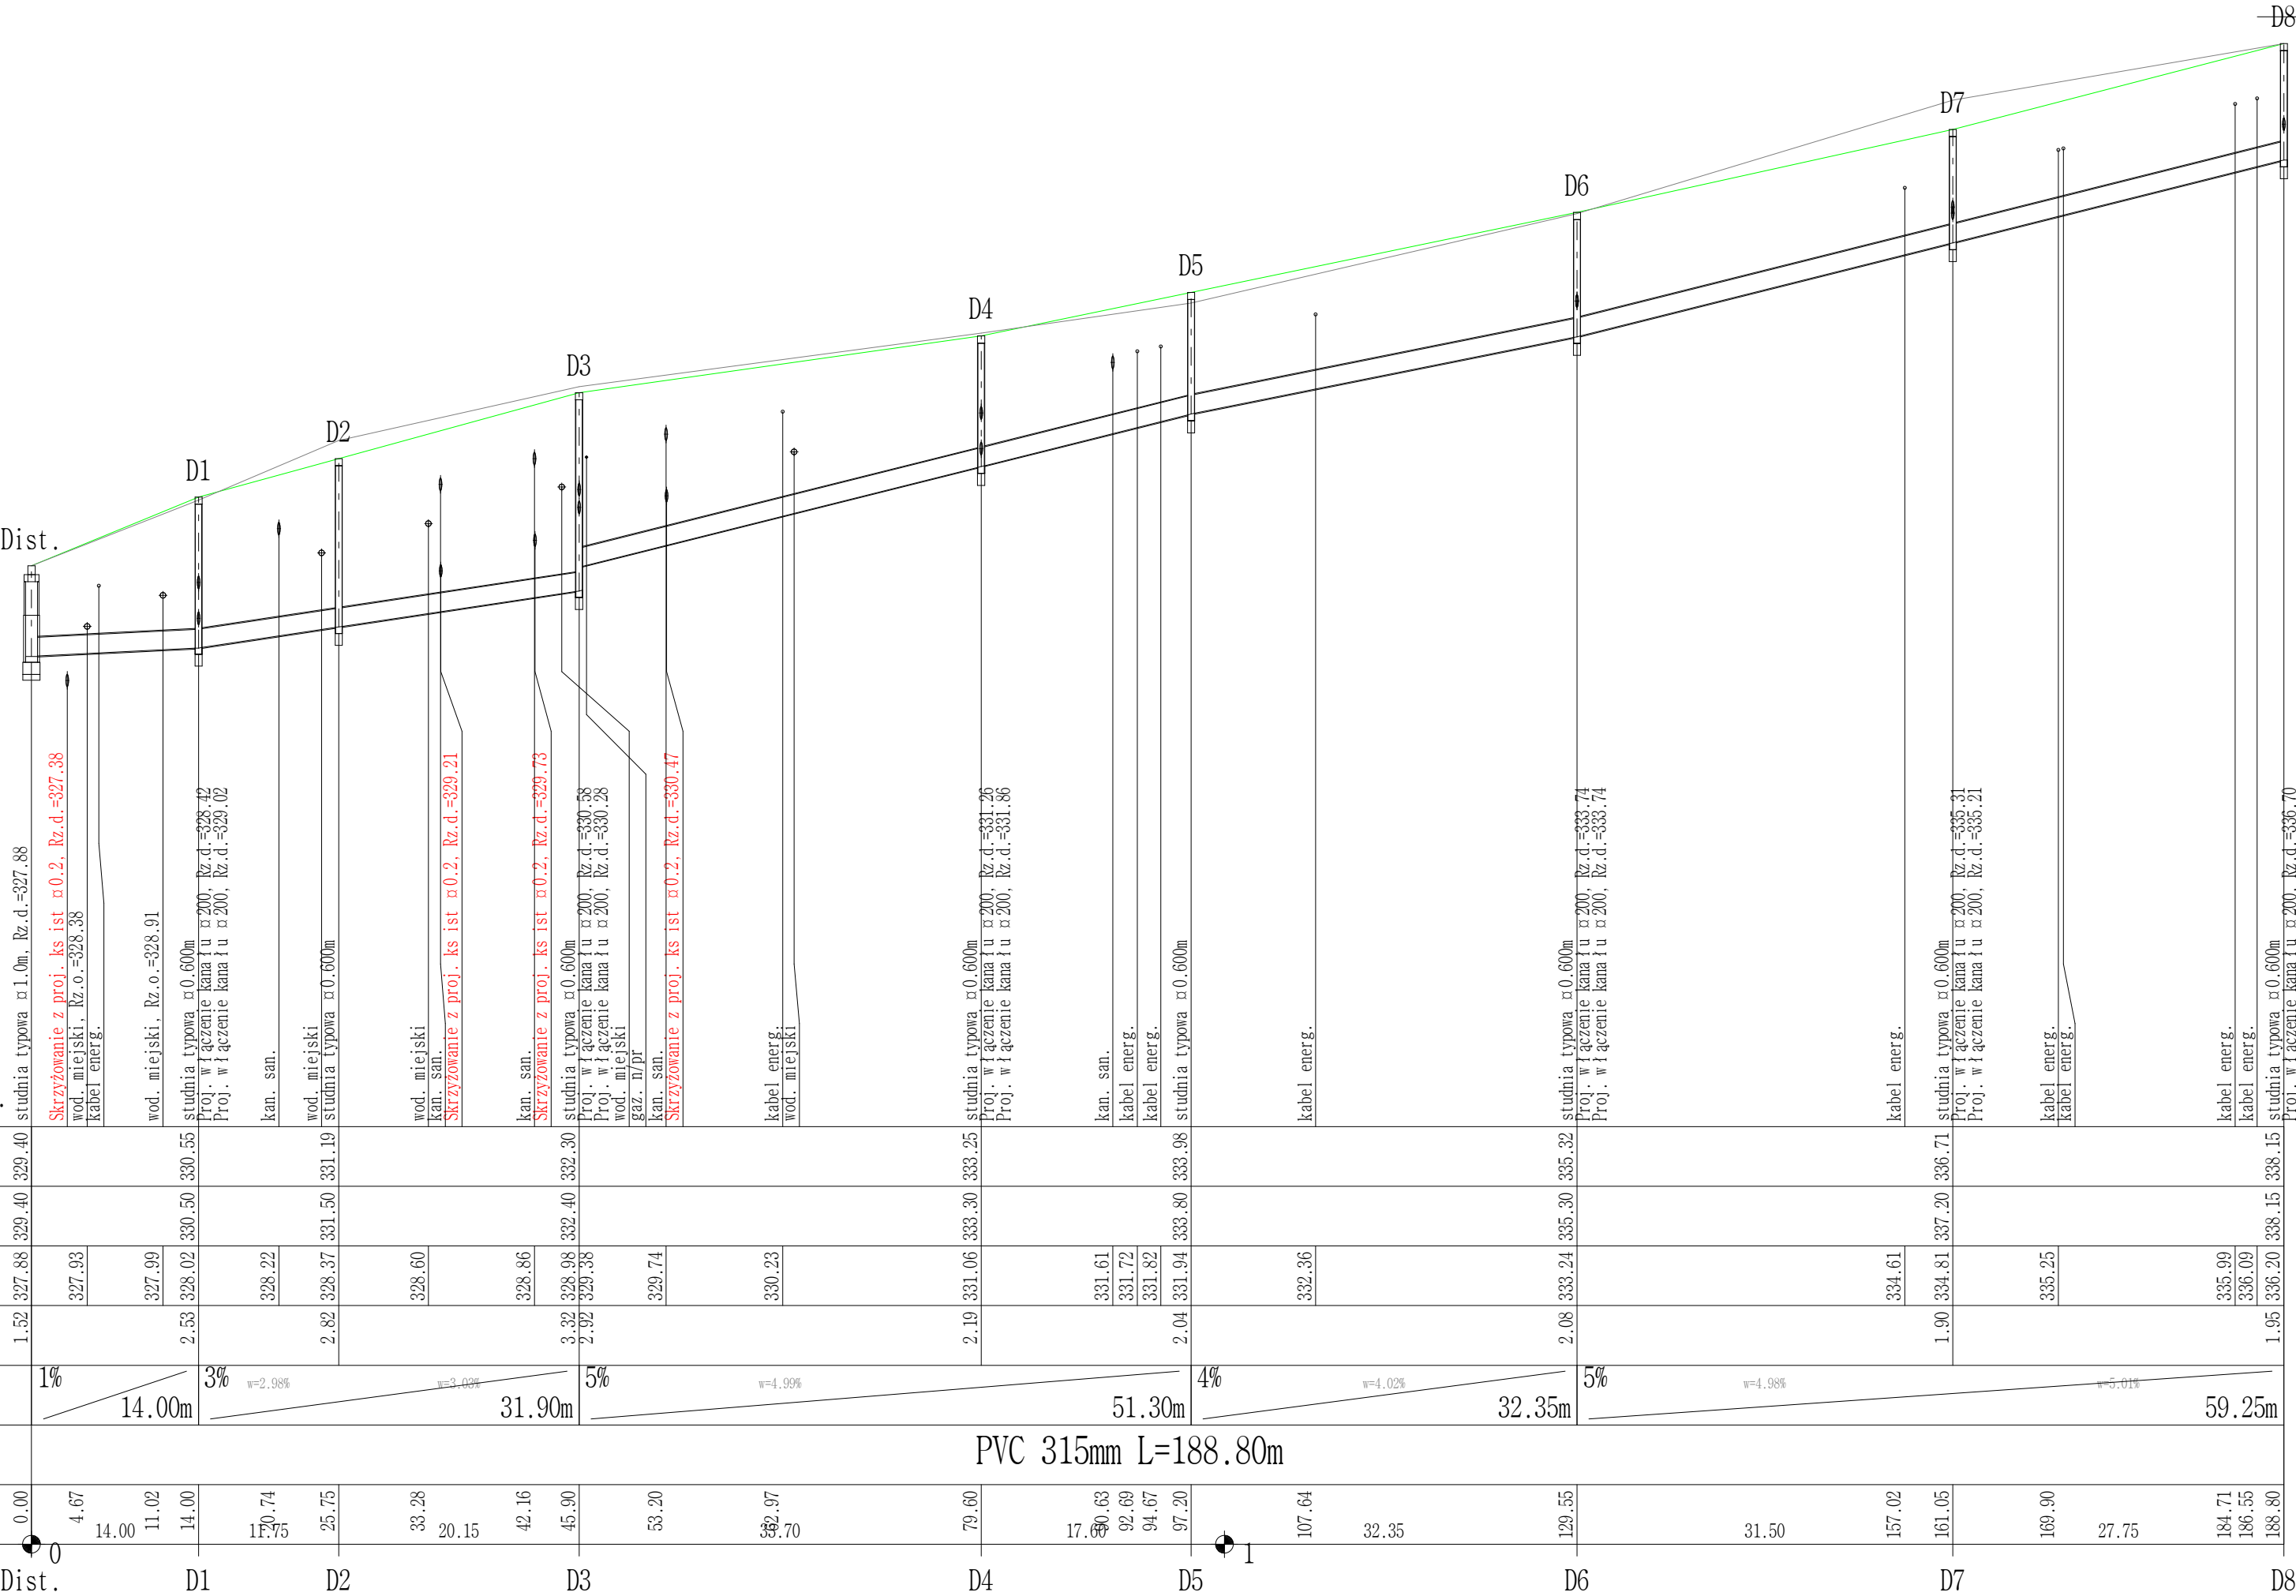 D8
D7
D6
D5
D4
D3
D2
D1
Dist.
studnia typowa ¤1.0m, Rz.d.=327.88
Skrzyżowanie z proj. ks ist ¤0.2, Rz.d.=327.38
wod. miejski, Rz.o.=328.38
kabel energ.
wod. miejski, Rz.o.=328.91
studnia typowa ¤0.600m
Proj. włączenie kanału ¤200, Rz.d.=328.42
Proj. włączenie kanału ¤200, Rz.d.=329.02
kan. san.
wod. miejski
studnia typowa ¤0.600m
wod. miejski
kan. san.
Skrzyżowanie z proj. ks ist ¤0.2, Rz.d.=329.21
kan. san.
Skrzyżowanie z proj. ks ist ¤0.2, Rz.d.=329.73
studnia typowa ¤0.600m
Proj. włączenie kanału ¤200, Rz.d.=330.58
Proj. włączenie kanału ¤200, Rz.d.=330.28
wod. miejski
gaz. n/pr
kan. san.
Skrzyżowanie z proj. ks ist ¤0.2, Rz.d.=330.47
kabel energ.
wod. miejski
studnia typowa ¤0.600m
Proj. włączenie kanału ¤200, Rz.d.=331.26
Proj. włączenie kanału ¤200, Rz.d.=331.86
kan. san.
kabel energ.
kabel energ.
studnia typowa ¤0.600m
kabel energ.
studnia typowa ¤0.600m
Proj. włączenie kanału ¤200, Rz.d.=333.74
Proj. włączenie kanału ¤200, Rz.d.=333.74
kabel energ.
studnia typowa ¤0.600m
Proj. włączenie kanału ¤200, Rz.d.=335.31
Proj. włączenie kanału ¤200, Rz.d.=335.21
kabel energ.
kabel energ.
kabel energ.
kabel energ.
studnia typowa ¤0.600m
Proj. włączenie kanału ¤200, Rz.d.=336.70
329.40 330.55 331.19 332.30 333.25 333.98 335.32 336.71 338.15
329.40 330.50 331.50 332.40 333.30 333.80 335.30 337.20 338.15
327.88 327.93 327.99 328.02 328.22 328.37 328.60 328.86 328.98 329.38 329.74 330.23 331.06 331.61 331.72 331.82 331.94 332.36 333.24 334.61 334.81 335.25 335.99 336.09 336.20
1.52 2.53 2.82 3.32 2.92 2.19 2.04 2.08 1.90 1.95
1% 3% w=2.98% w=3.03% 5% w=4.99% 4% w=4.02% 5% w=4.98% w=5.01%
14.00m 31.90m 51.30m 32.35m 59.25m
PVC 315mm L=188.80m
0.00 4.67 11.02 14.00 20.74 25.75 33.28 42.16 45.90 53.20 62.97 79.60 90.63 92.69 94.67 97.20 107.64 129.55 157.02 161.05 169.90 184.71 186.55 188.80
14.00 11.75 20.15 33.70 17.60 32.35 31.50 27.75
0 1
Dist. D1 D2 D3 D4 D5 D6 D7 D8